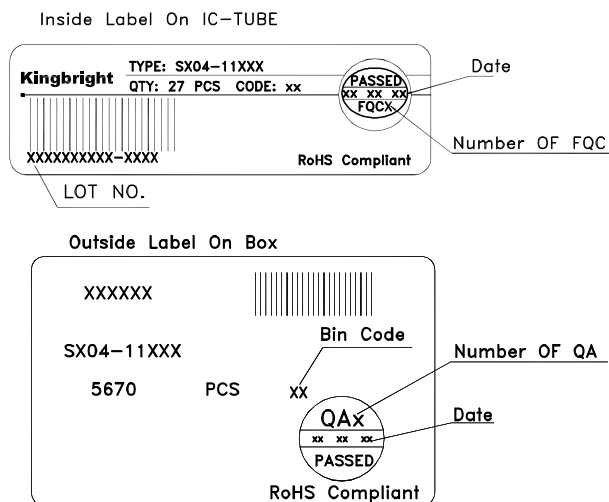 Inside Label On IC-TUBE
Kingbright
TYPE: SX04-11XXX
QTY: 27 PCS CODE: xx
PASSED
xx xx xx
FQCX
Date
Number OF FQC
XXXXXXXXXX-XXXX
RoHS Compliant
LOT NO.
Outside Label On Box
XXXXXX
Bin Code
SX04-11XXX
Number OF QA
5670 PCS xx
QAx
Date
xx xx xx
PASSED
RoHS Compliant